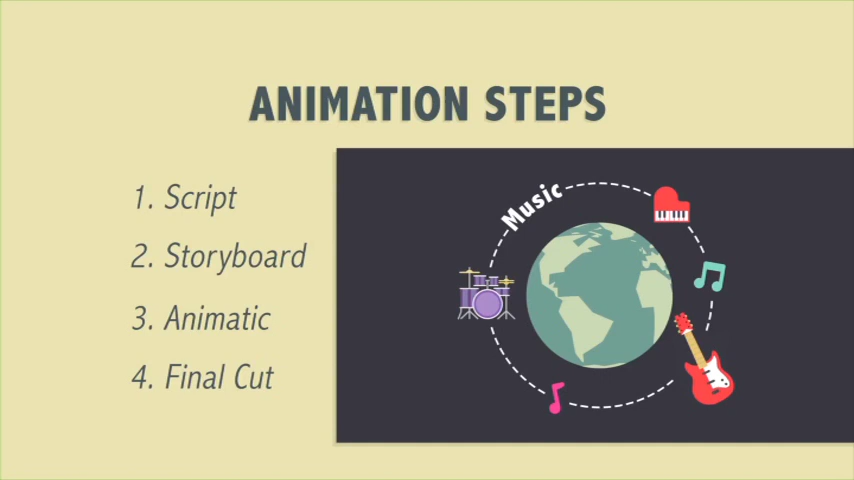 ANIMATION STEPS
1. Script
2. Storyboard
3. Animatic
4. Final Cut
Music